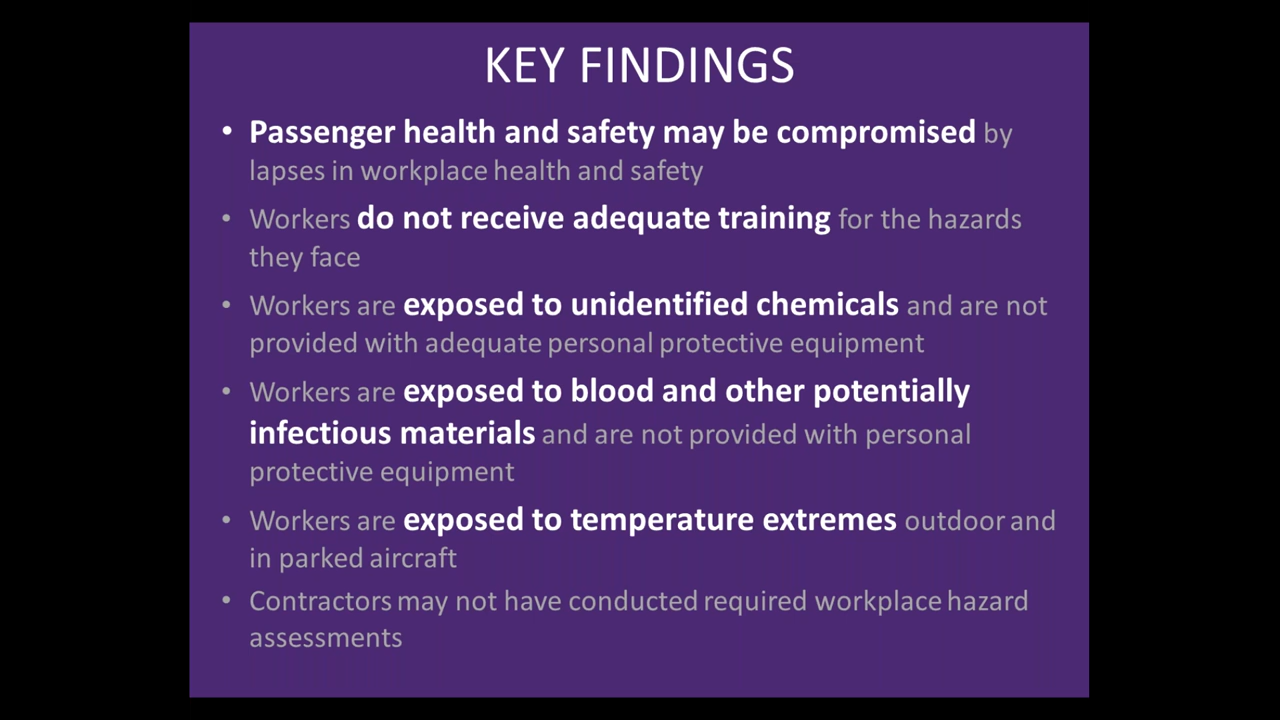 KEY FINDINGS
• Passenger health and safety may be compromised by
lapses in workplace health and safety
• Workers do not receive adequate training for the hazards
they face
• Workers are exposed to unidentified chemicals and are not
provided with adequate personal protective equipment
• Workers are exposed to blood and other potentially
infectious materials and are not provided with personal
protective equipment
• Workers are exposed to temperature extremes outdoor and
in parked aircraft
• Contractors may not have conducted required workplace hazard
assessments